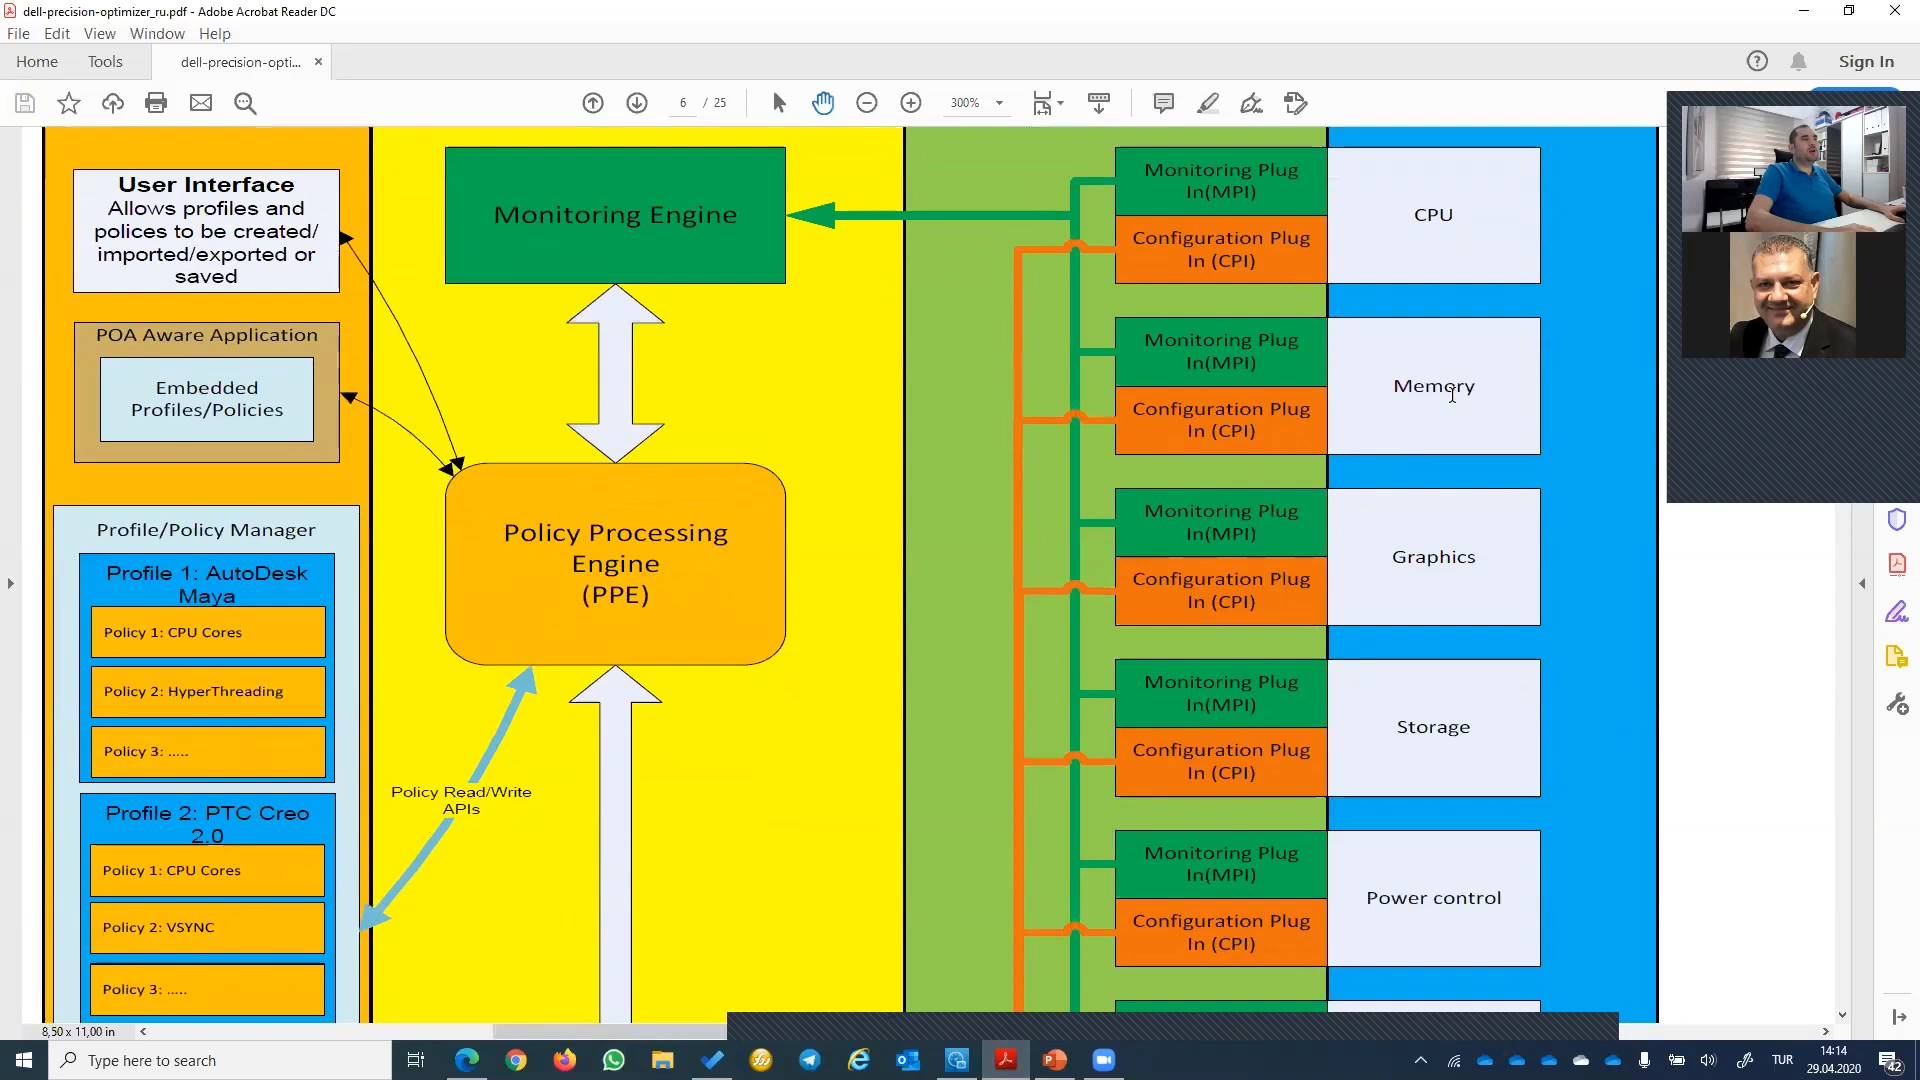 dell-precision-optimizer_ru.pdf - Adobe Acrobat Reader DC
File Edit View Window Help
Home Tools dell-precision-opti... ×
Sign In
6 / 25
300%
User Interface
Allows profiles and
polices to be created/
imported/exported or
saved
POA Aware Application
Embedded
Profiles/Policies
Profile/Policy Manager
Profile 1: AutoDesk
Maya
Policy 1: CPU Cores
Policy 2: HyperThreading
Policy 3: .....
Profile 2: PTC Creo
2.0
Policy 1: CPU Cores
Policy 2: VSYNC
Policy 3: .....
Monitoring Engine
Policy Processing
Engine
(PPE)
Policy Read/Write
APIs
Monitoring Plug
In(MPI)
Configuration Plug
In (CPI)
CPU
Monitoring Plug
In(MPI)
Configuration Plug
In (CPI)
Memory
Monitoring Plug
In(MPI)
Configuration Plug
In (CPI)
Graphics
Monitoring Plug
In(MPI)
Configuration Plug
In (CPI)
Storage
Monitoring Plug
In(MPI)
Configuration Plug
In (CPI)
Power control
8,50 x 11,00 in
Type here to search
TUR
14:14
29.04.2020
42